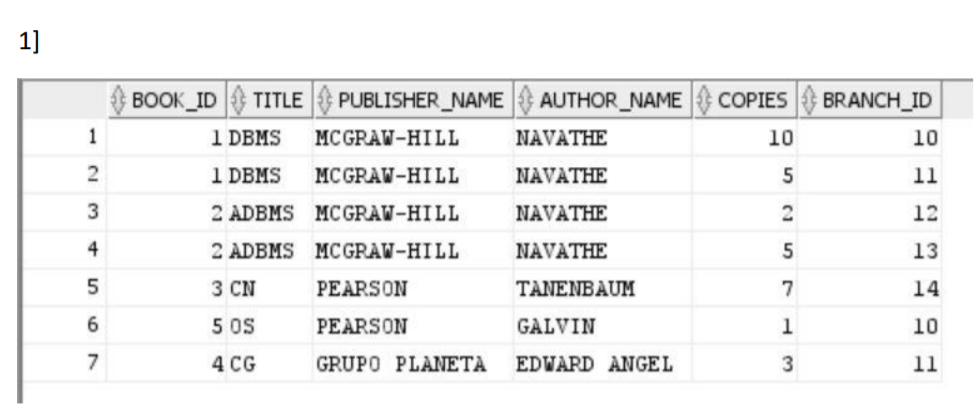 1]
BOOK_ID TITLE PUBLISHER_NAME AUTHOR_NAME COPIES BRANCH_ID
1 1 DBMS MCGRAW-HILL NAVATHE 10 10
2 1 DBMS MCGRAW-HILL NAVATHE 5 11
3 2 ADBMS MCGRAW-HILL NAVATHE 2 12
4 2 ADBMS MCGRAW-HILL NAVATHE 5 13
5 3 CN PEARSON TANENBAUM 7 14
6 5 OS PEARSON GALVIN 1 10
7 4 CG GRUPO PLANETA EDWARD ANGEL 3 11